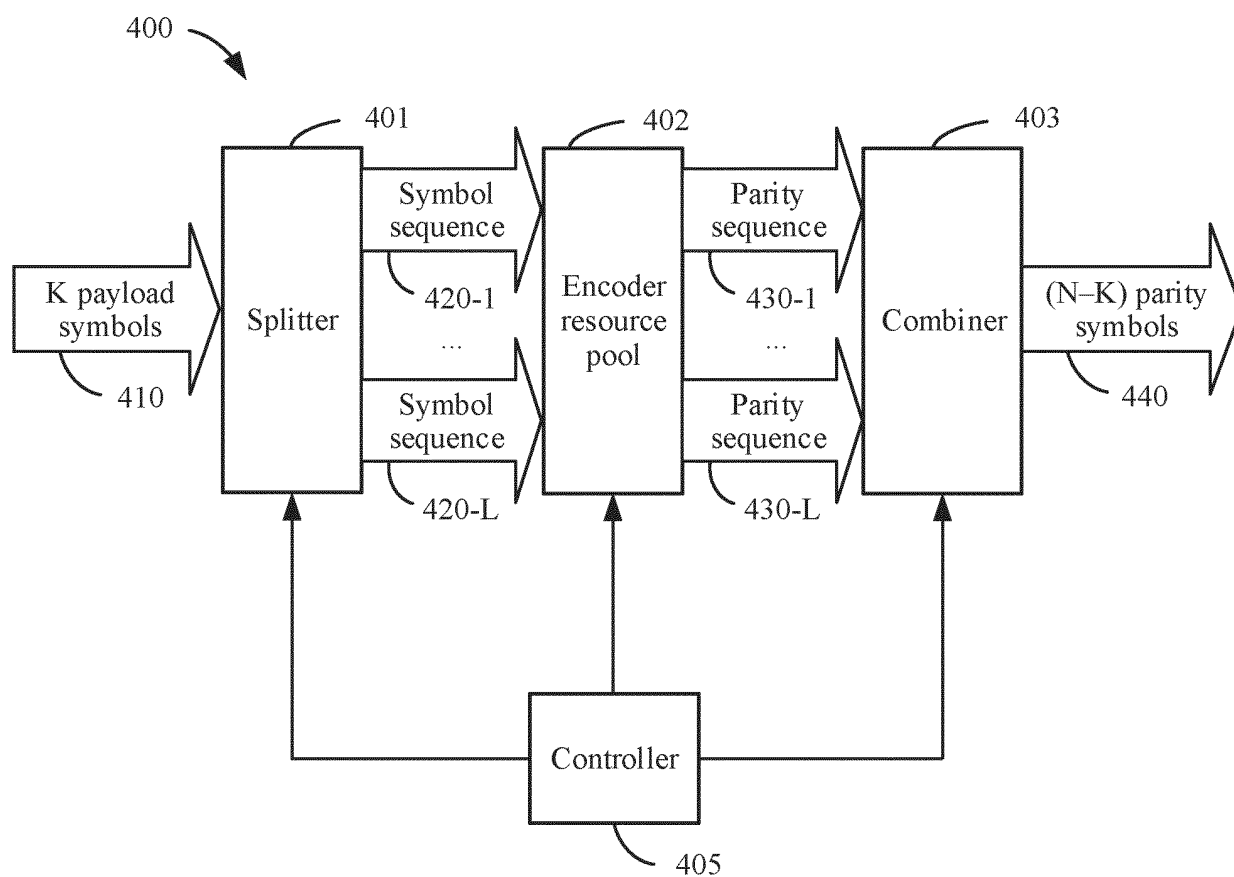 400
401
402
403
Symbol
sequence
Parity
sequence
K payload
symbols
Splitter
420-1
...
Encoder
resource
pool
430-1
...
Combiner
(N–K) parity
symbols
410
Symbol
sequence
Parity
sequence
440
420-L
430-L
Controller
405